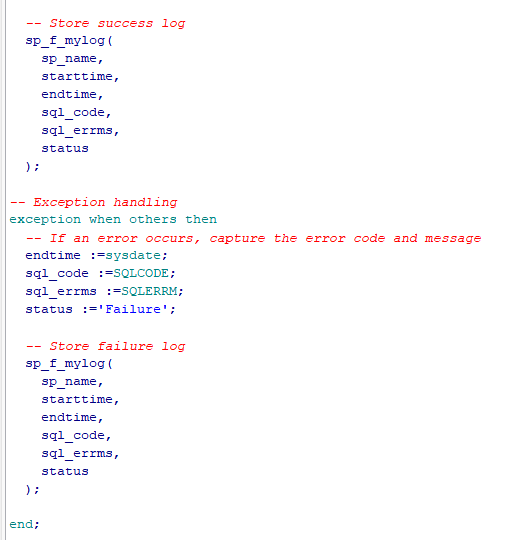 -- Store success log
sp_f_mylog(
sp_name,
starttime,
endtime,
sql_code,
sql_errms,
status
);
-- Exception handling
exception when others then
-- If an error occurs, capture the error code and message
endtime :=sysdate;
sql_code :=SQLCODE;
sql_errms :=SQLERRM;
status :='Failure';
-- Store failure log
sp_f_mylog(
sp_name,
starttime,
endtime,
sql_code,
sql_errms,
status
);
end;